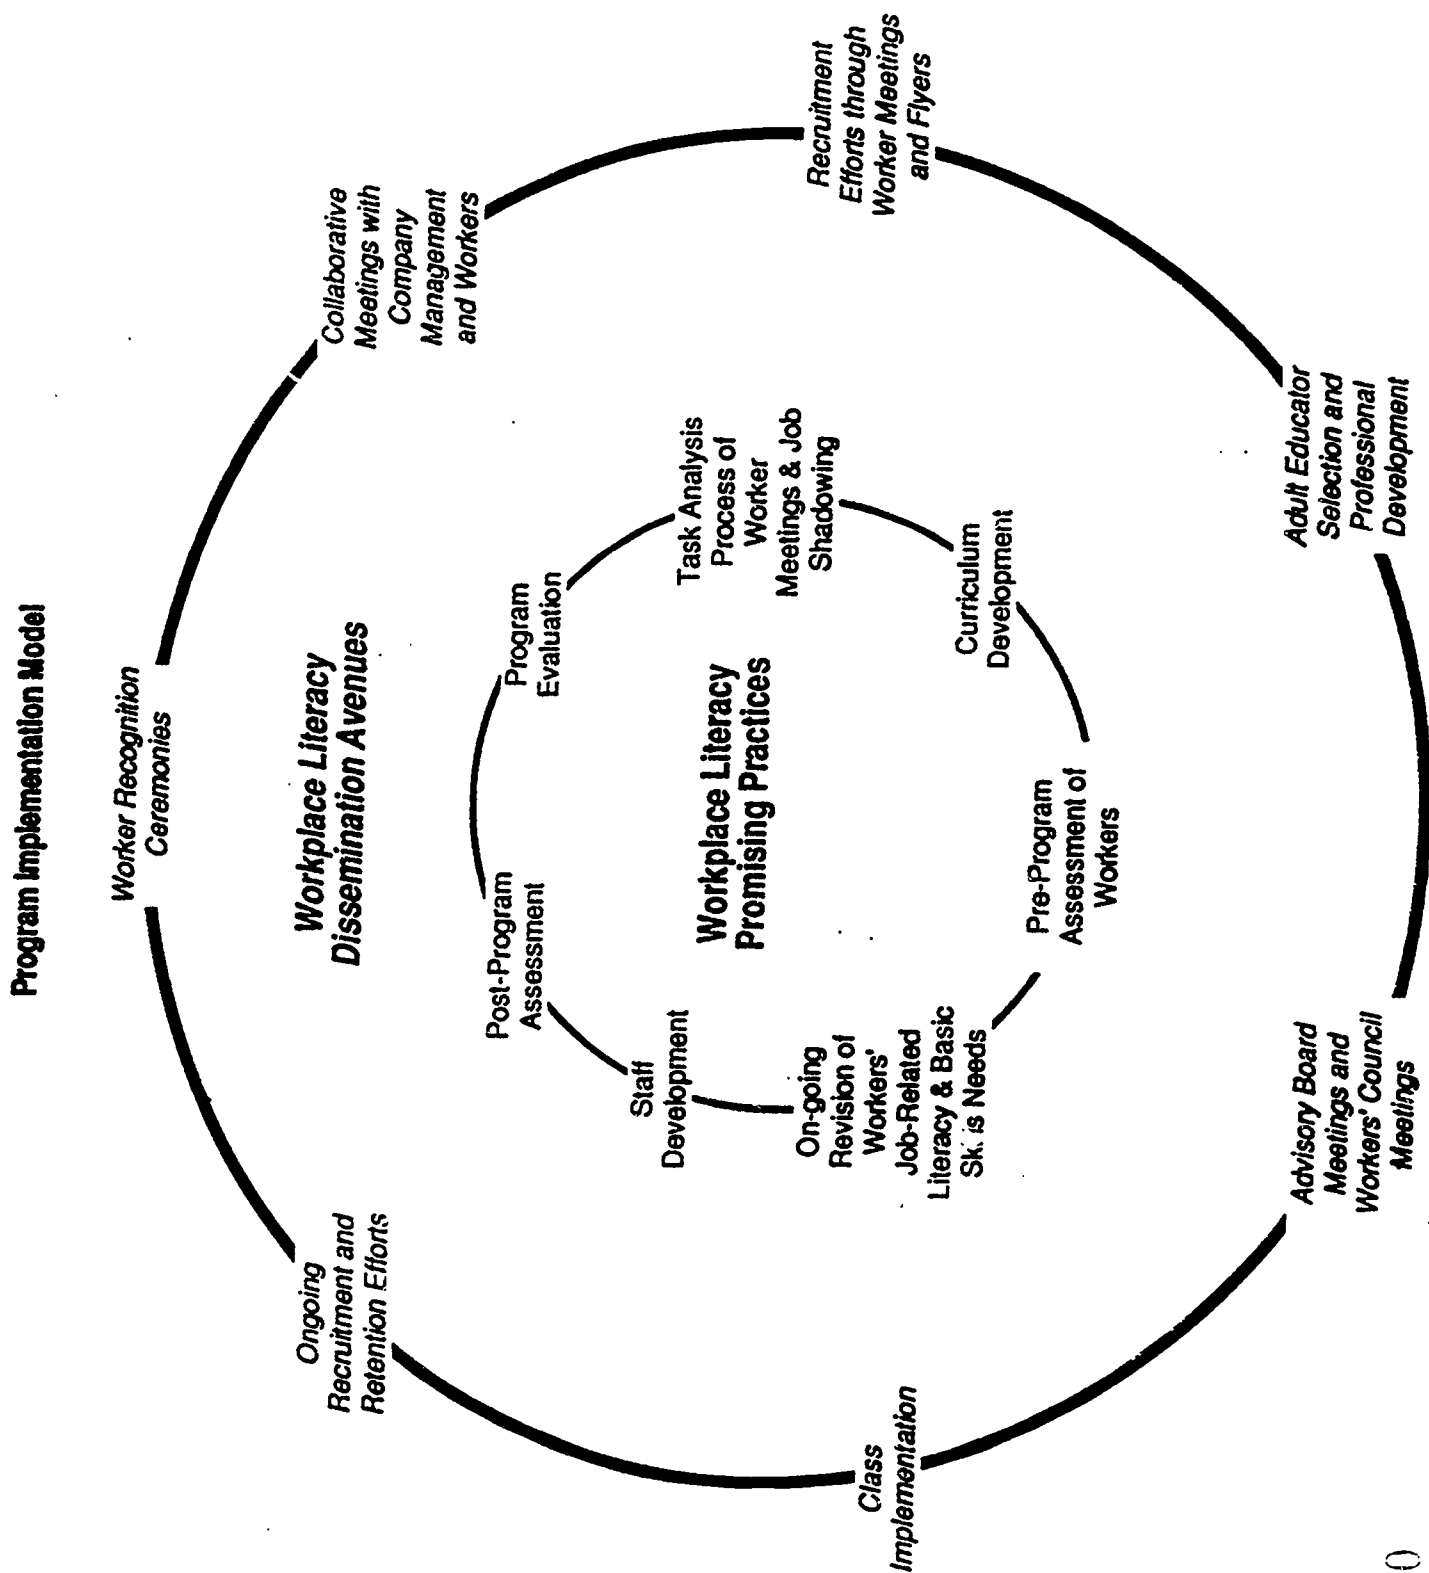 Program Implementation Model
Worker Recognition
Ceremonies
Collaborative
Meetings with
Company
Management
and Workers
Recruitment
Efforts through
Worker Meetings
and Flyers
Adult Educator
Selection and
Professional
Development
Advisory Board
Meetings and
Workers' Council
Meetings
Class
Implementation
Ongoing
Recruitment and
Retention Efforts
Workplace Literacy
Dissemination Avenues
Program
Evaluation
Task Analysis
Process of
Worker
Meetings & Job
Shadowing
Curriculum
Development
Pre-Program
Assessment of
Workers
On-going
Revision of
Workers'
Job-Related
Literacy & Basic
Needs
Staff
Development
Post-Program
Assessment
Workplace Literacy
Promising Practices